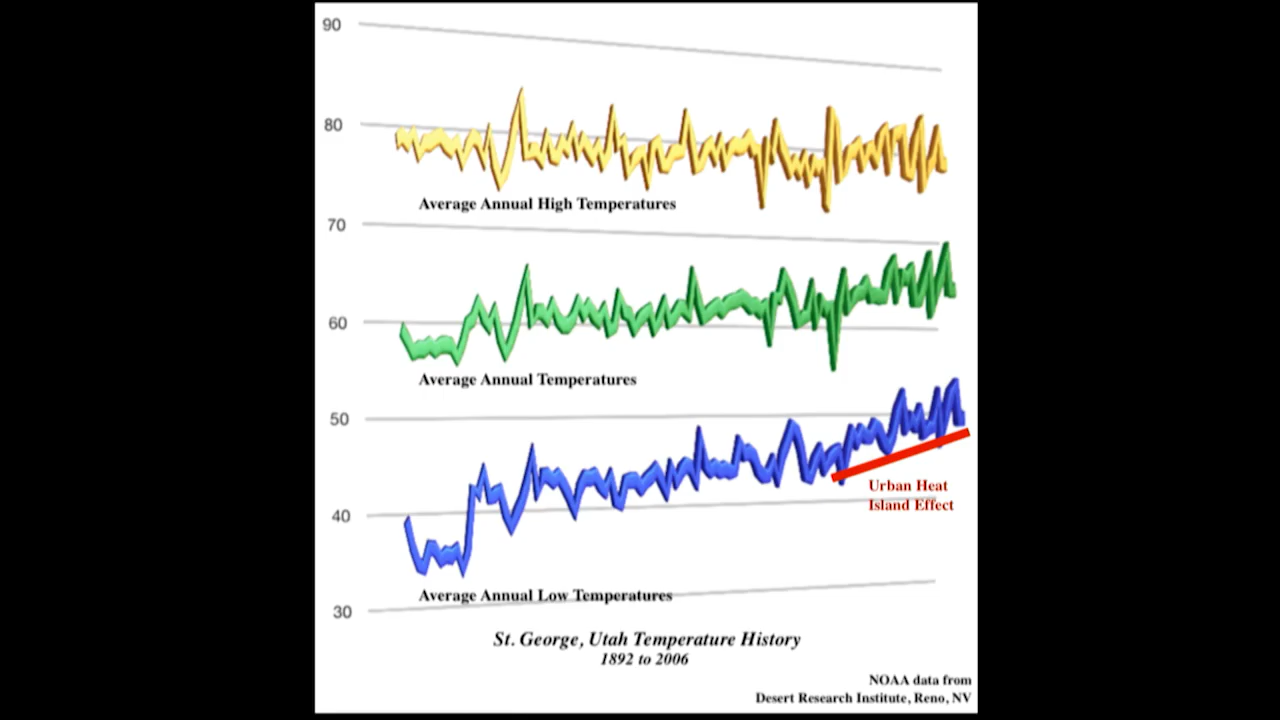 90
80
Average Annual High Temperatures
70
60
Average Annual Temperatures
50
Urban Heat
Island Effect
40
Average Annual Low Temperatures
30
St. George, Utah Temperature History
1892 to 2006
NOAA data from
Desert Research Institute, Reno, NV